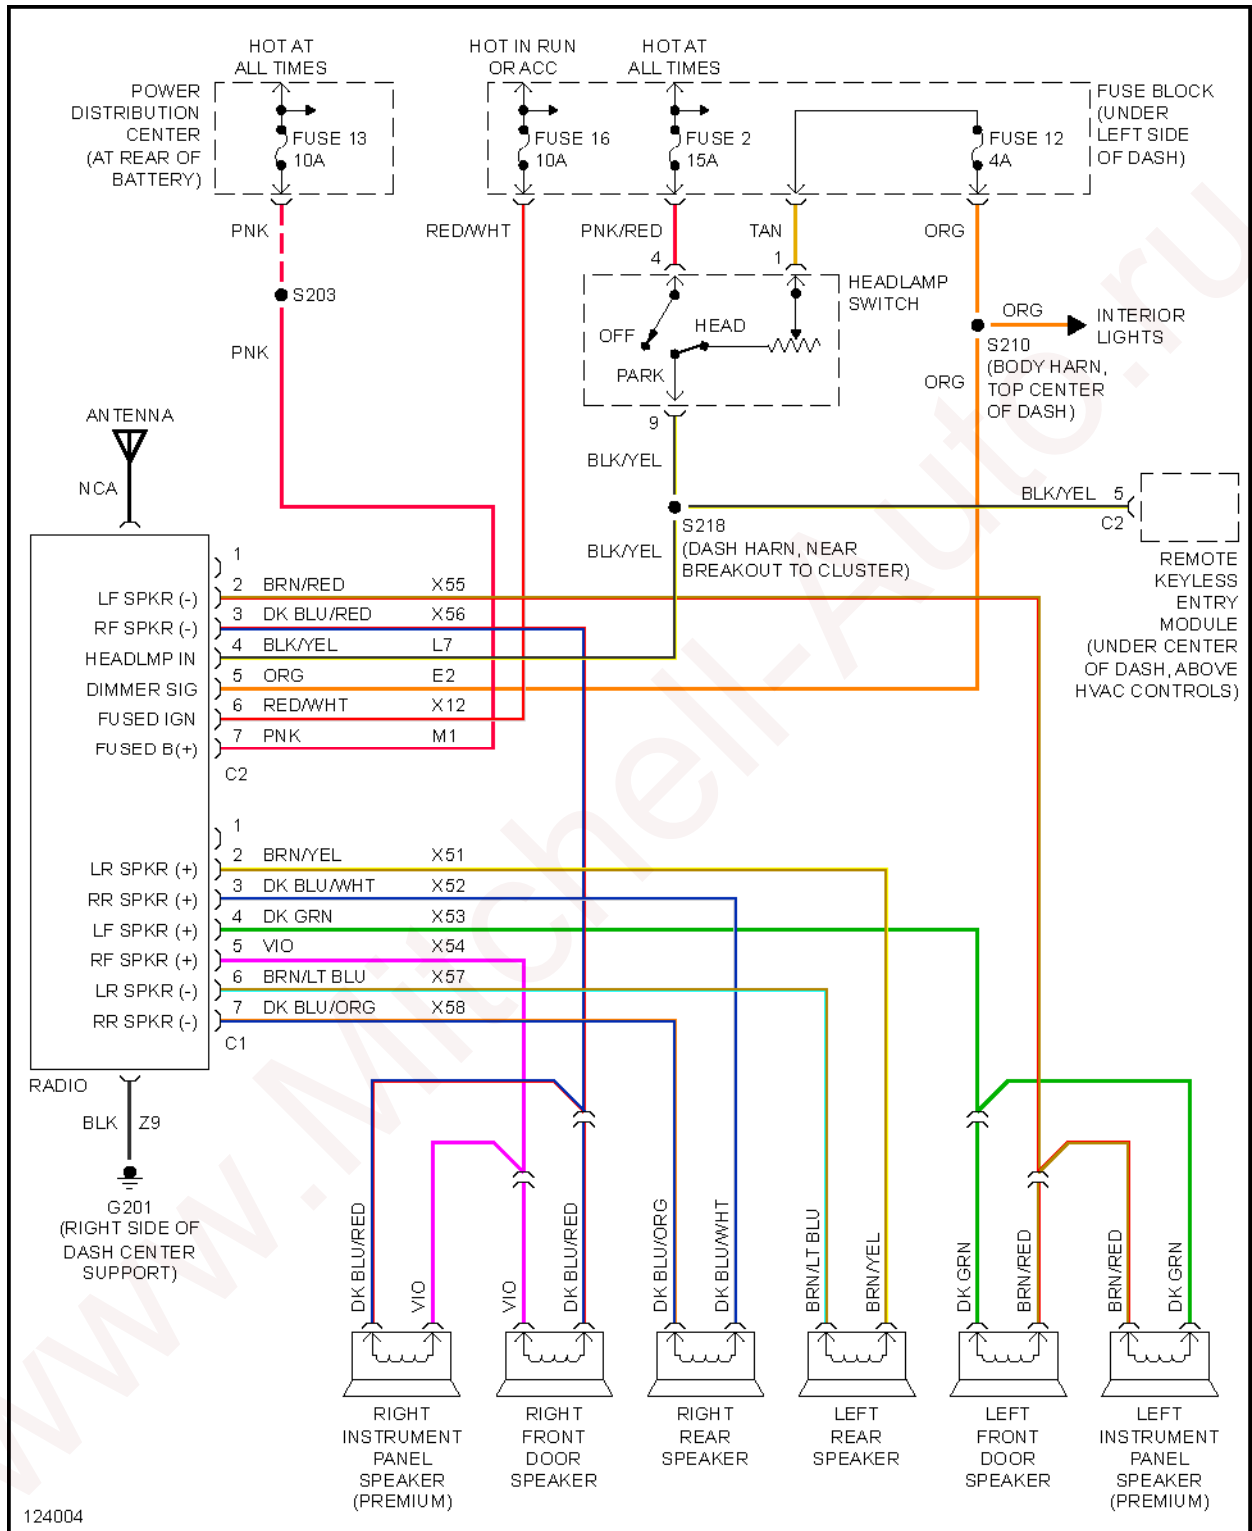 HOT AT
ALL TIMES
HOT IN RUN
OR ACC
HOT AT
ALL TIMES
POWER
DISTRIBUTION
CENTER
(AT REAR OF
BATTERY)
FUSE 13
10A
FUSE 16
10A
FUSE 2
15A
FUSE 12
4A
FUSE BLOCK
(UNDER
LEFT SIDE
OF DASH)
PNK
RED/WHT
PNK/RED
TAN
ORG
4
1
S203
HEADLAMP
SWITCH
OFF
HEAD
PARK
9
ORG
INTERIOR
LIGHTS
S210
(BODY HARN,
TOP CENTER
OF DASH)
PNK
ORG
ANTENNA
NCA
BLK/YEL
BLK/YEL
5
C2
S218
(DASH HARN, NEAR
BREAKOUT TO CLUSTER)
BLK/YEL
REMOTE
KEYLESS
ENTRY
MODULE
(UNDER CENTER
OF DASH, ABOVE
HVAC CONTROLS)
1
LF SPKR (-) 2 BRN/RED X55
RF SPKR (-) 3 DK BLU/RED X56
HEADLMP IN 4 BLK/YEL L7
DIMMER SIG 5 ORG E2
FUSED IGN 6 RED/WHT X12
FUSED B(+) 7 PNK M1
C2
1
LR SPKR (+) 2 BRN/YEL X51
RR SPKR (+) 3 DK BLU/WHT X52
LF SPKR (+) 4 DK GRN X53
RF SPKR (+) 5 VIO X54
LR SPKR (-) 6 BRN/LT BLU X57
RR SPKR (-) 7 DK BLU/ORG X58
C1
RADIO
BLK Z9
G201
(RIGHT SIDE OF
DASH CENTER
SUPPORT)
DK BLU/RED
VIO
VIO
DK BLU/RED
DK BLU/ORG
DK BLU/WHT
BRN/LT BLU
BRN/YEL
DK GRN
BRN/RED
BRN/RED
DK GRN
RIGHT
INSTRUMENT
PANEL
SPEAKER
(PREMIUM)
RIGHT
FRONT
DOOR
SPEAKER
RIGHT
REAR
SPEAKER
LEFT
REAR
SPEAKER
LEFT
FRONT
DOOR
SPEAKER
LEFT
INSTRUMENT
PANEL
SPEAKER
(PREMIUM)
124004
www.Mitchell-Auto.ru